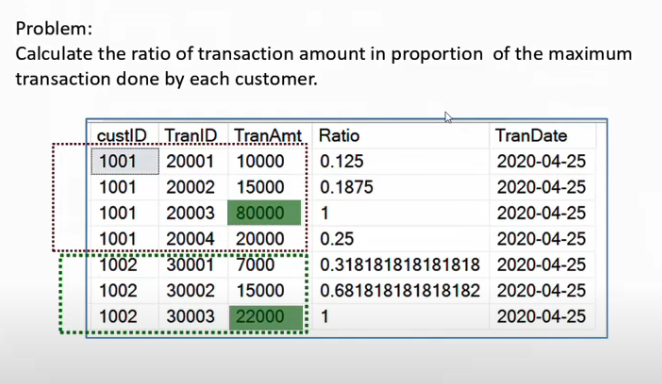 Problem:
Calculate the ratio of transaction amount in proportion of the maximum
transaction done by each customer.
custID TranID TranAmt Ratio TranDate
1001 20001 10000 0.125 2020-04-25
1001 20002 15000 0.1875 2020-04-25
1001 20003 80000 1 2020-04-25
1001 20004 20000 0.25 2020-04-25
1002 30001 7000 0.318181818181818 2020-04-25
1002 30002 15000 0.681818181818182 2020-04-25
1002 30003 22000 1 2020-04-25